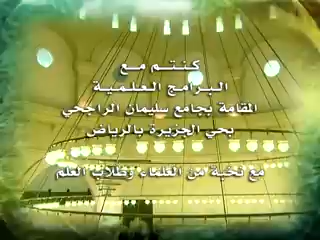 كنتم مع
البرامج العلمية
المقامة بجامع سليمان الراجحي
بحي الجزيرة بالرياض
مع نخبة من العلماء وطلاب العلم